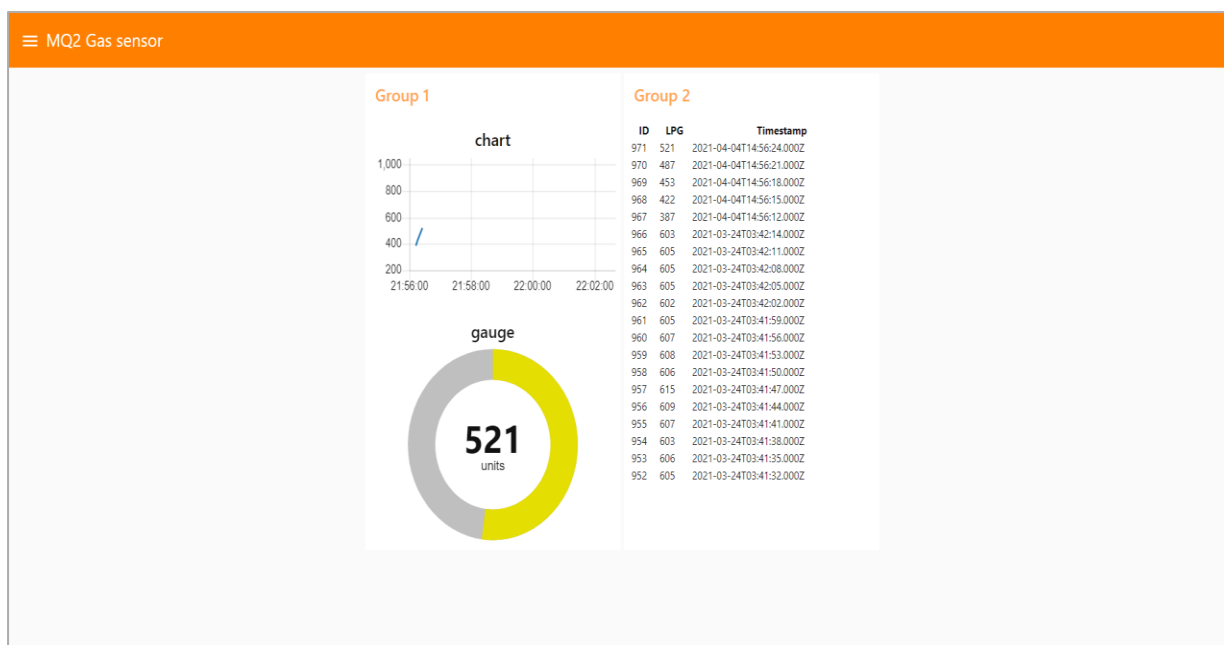 MQ2 Gas sensor
Group 1
chart
1,000
800
600
400
200
21:56:00 21:58:00 22:00:00 22:02:00
gauge
521
units
Group 2
ID LPG Timestamp
971 521 2021-04-04T14:56:24.000Z
970 487 2021-04-04T14:56:21.000Z
969 453 2021-04-04T14:56:18.000Z
968 422 2021-04-04T14:56:15.000Z
967 387 2021-04-04T14:56:12.000Z
966 603 2021-03-24T03:42:14.000Z
965 605 2021-03-24T03:42:11.000Z
964 605 2021-03-24T03:42:08.000Z
963 605 2021-03-24T03:42:05.000Z
962 602 2021-03-24T03:42:02.000Z
961 605 2021-03-24T03:41:59.000Z
960 607 2021-03-24T03:41:56.000Z
959 608 2021-03-24T03:41:53.000Z
958 606 2021-03-24T03:41:50.000Z
957 615 2021-03-24T03:41:47.000Z
956 609 2021-03-24T03:41:44.000Z
955 607 2021-03-24T03:41:41.000Z
954 603 2021-03-24T03:41:38.000Z
953 606 2021-03-24T03:41:35.000Z
952 605 2021-03-24T03:41:32.000Z